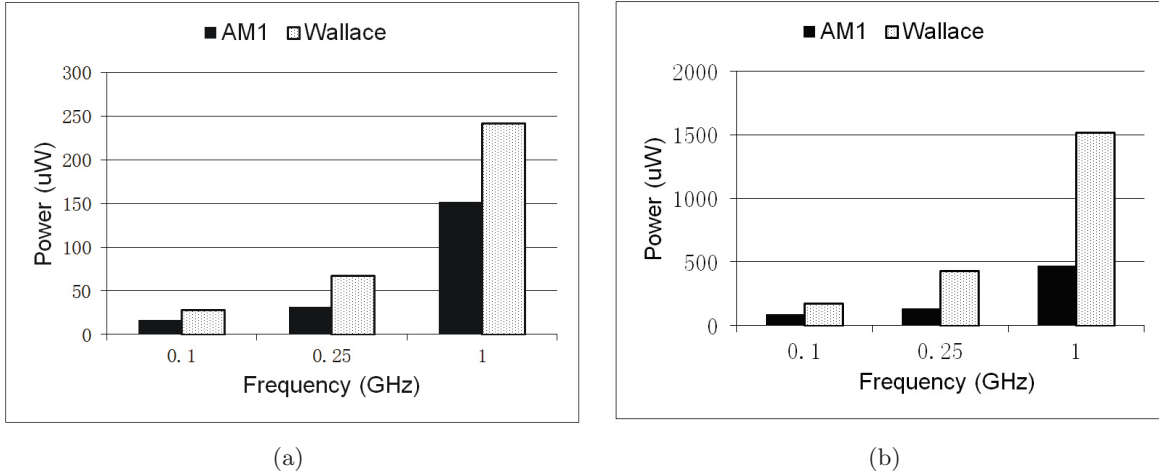 AM1 Wallace
300
250
200
150
100
50
0
Power (uW)
0.1 0.25 1
Frequency (GHz)
(a)
AM1 Wallace
2000
1500
1000
500
0
Power (uW)
0.1 0.25 1
Frequency (GHz)
(b)